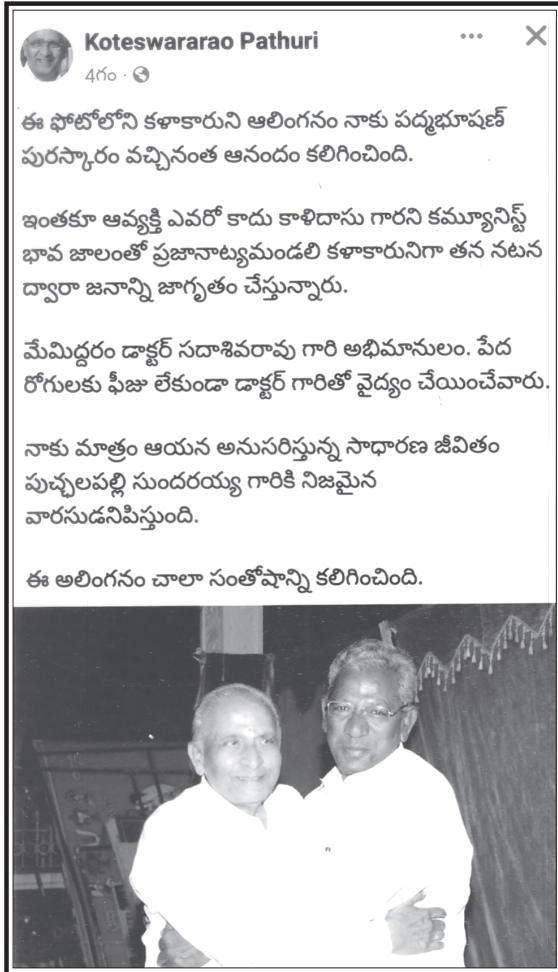 Koteswararao Pathuri
4గం
ఈ ఫోటోలోని కళాకారుని ఆలింగనం నాకు పద్మభూషణ్
పురస్కారం వచ్చినంత ఆనందం కలిగించింది.
ఇంతకూ ఆవ్యక్తి ఎవరో కాదు కాళిదాసు గారని కమ్యూనిస్ట్
భావ జాలంతో ప్రజానాట్యమండలి కళాకారునిగా తన నటన
ద్వారా జనాన్ని జాగృతం చేస్తున్నారు.
మేమిద్దరం డాక్టర్ సదాశివరావు గారి అభిమానులం. పేద
రోగులకు ఫీజు లేకుండా డాక్టర్ గారితో వైద్యం చేయించేవారు.
నాకు మాత్రం ఆయన అనుసరిస్తున్న సాధారణ జీవితం
పుచ్ఛలపల్లి సుందరయ్య గారికి నిజమైన
వారసుడనిపిస్తుంది.
ఈ అలింగనం చాలా సంతోషాన్ని కలిగించింది.